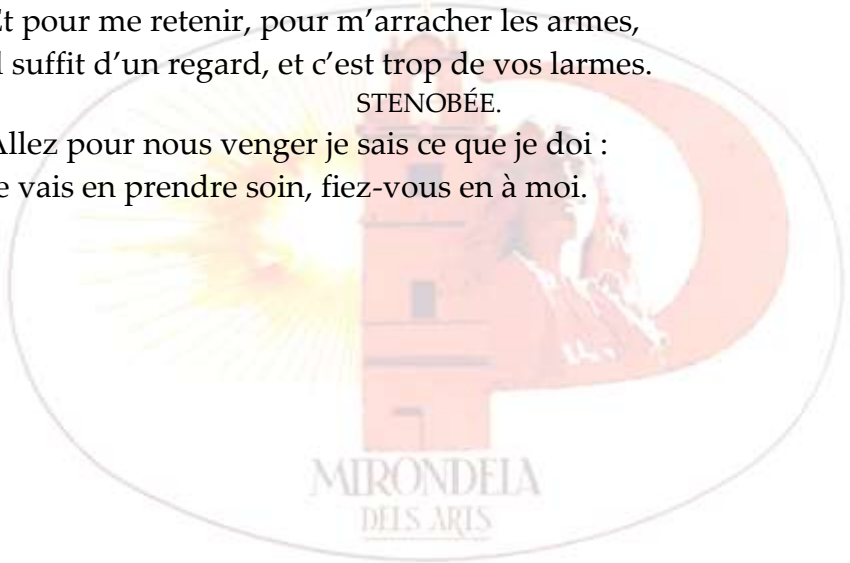 Et pour me retenir, pour m’arracher les armes,
l suffit d’un regard, et c’est trop de vos larmes.
STENOBÉE.
Allez pour nous venger je sais ce que je doi :
e vais en prendre soin, fiez-vous en à moi.
MIRONDELA
DELS ARTS